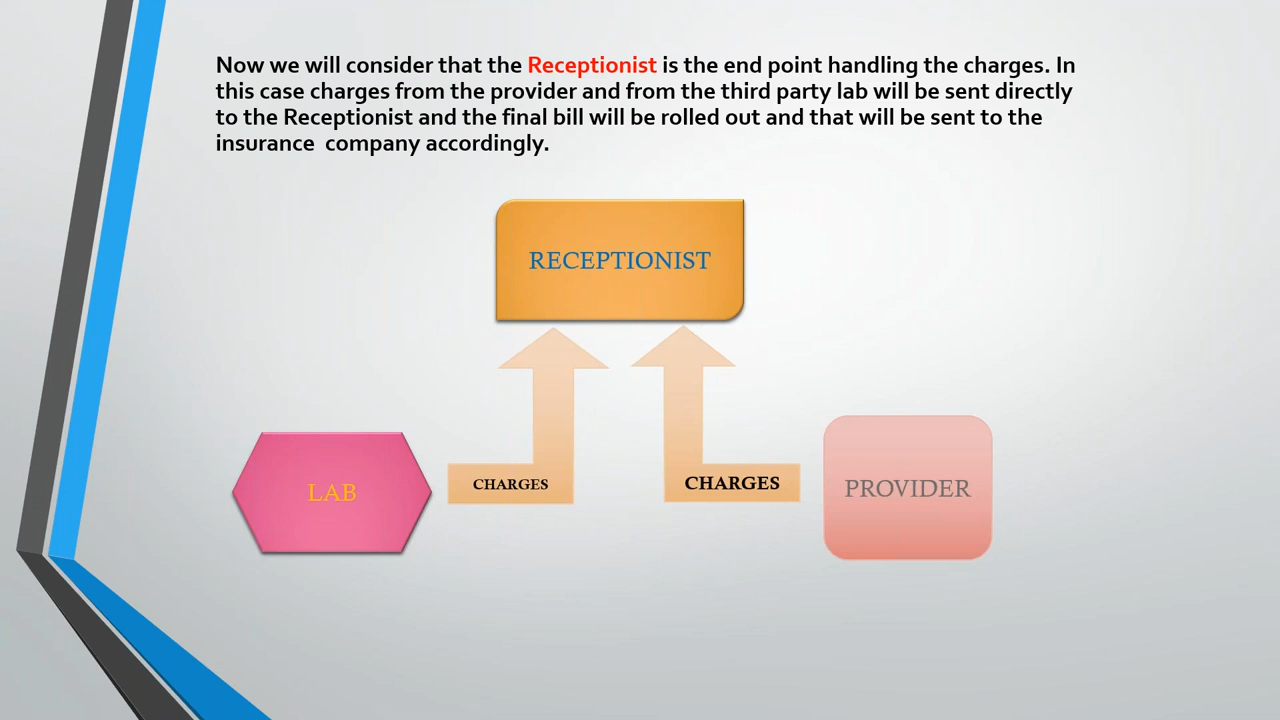 Now we will consider that the Receptionist is the end point handling the charges. In
this case charges from the provider and from the third party lab will be sent directly
to the Receptionist and the final bill will be rolled out and that will be sent to the
insurance  company accordingly.
RECEPTIONIST
LAB
CHARGES
CHARGES
PROVIDER